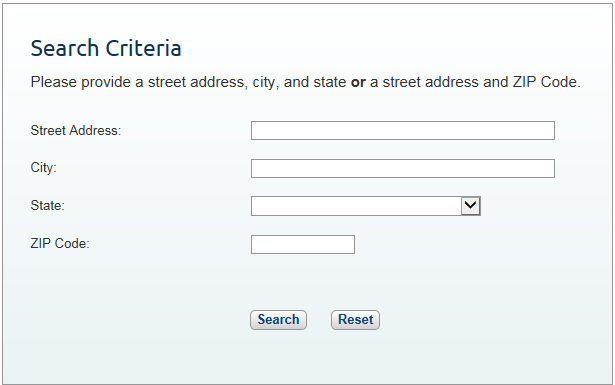 Search Criteria
Please provide a street address, city, and state or a street address and ZIP Code.
Street Address:
City:
State:
ZIP Code:
Search Reset